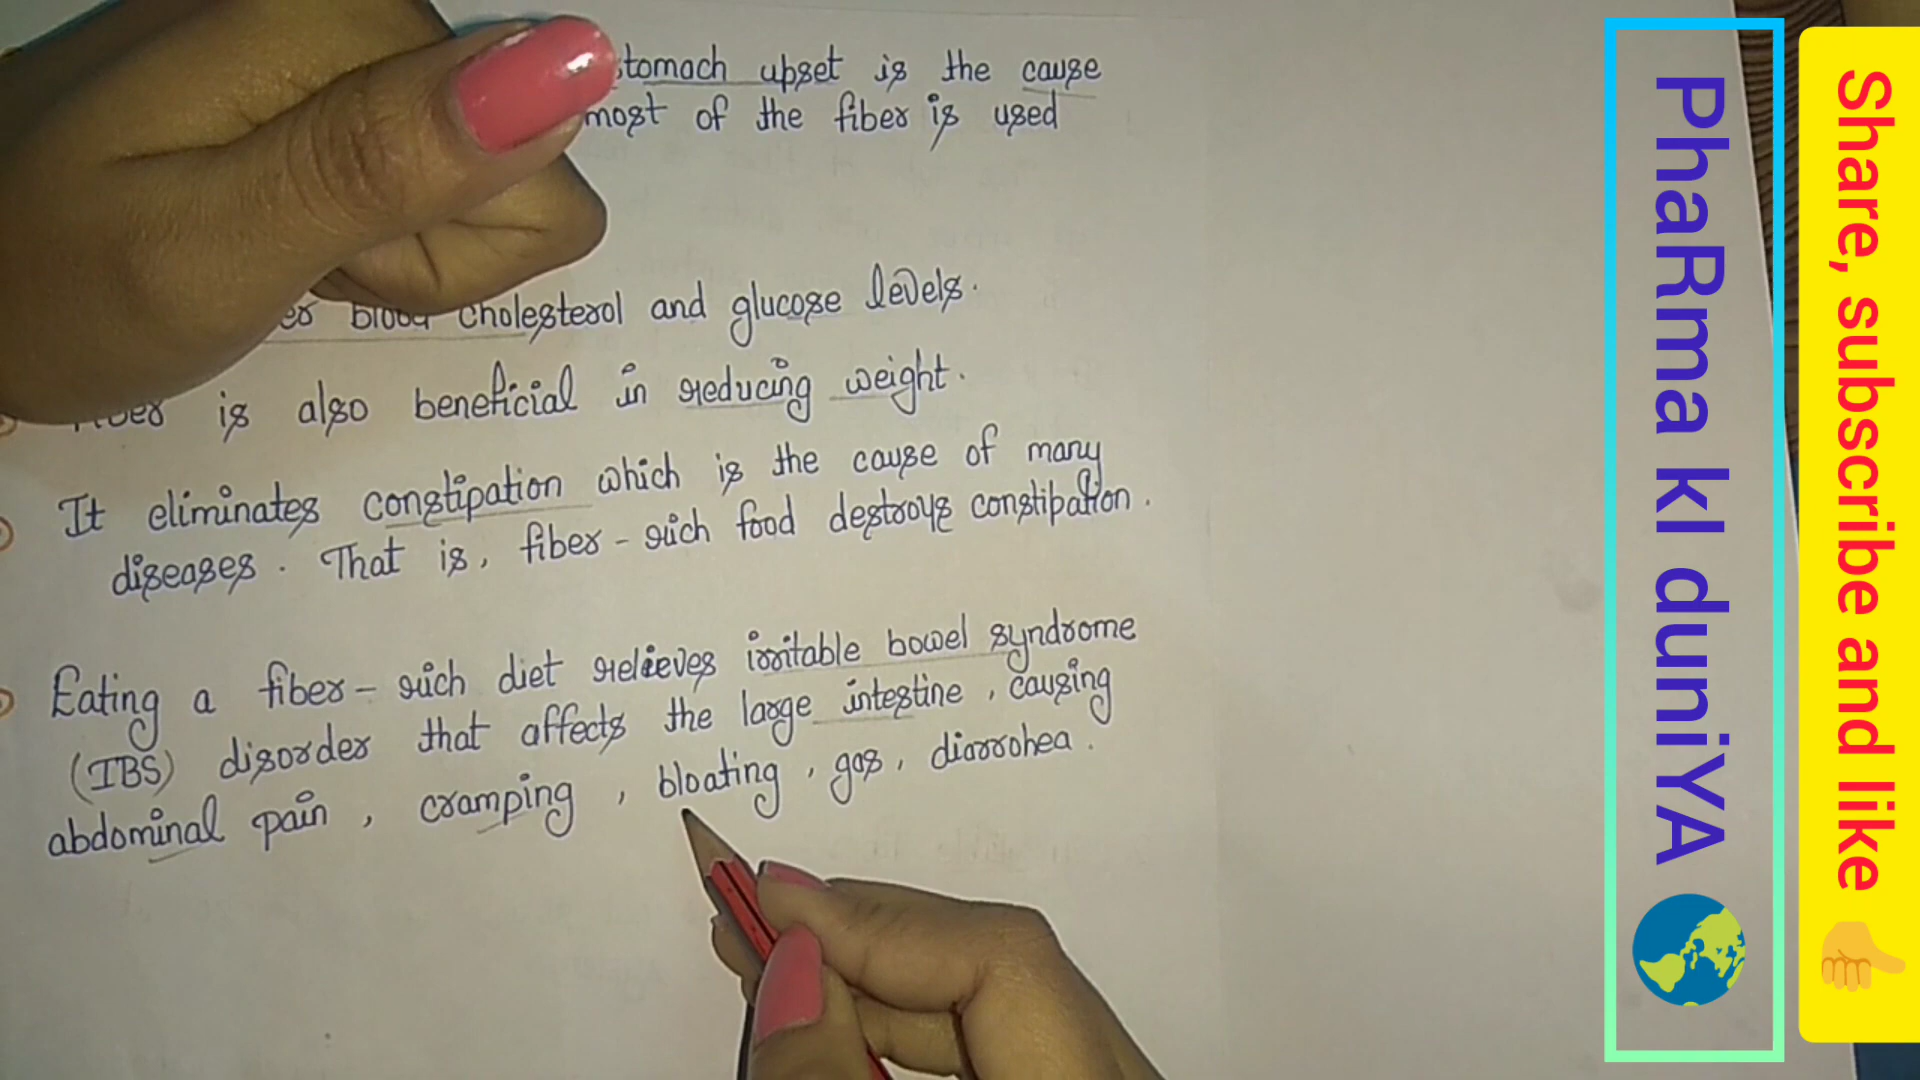 stomach upset is the cause
most of the fiber is used
blood cholesterol and glucose levels.
fiber is also beneficial in reducing weight.
It eliminates constipation which is the cause of many
diseases. That is, fiber-rich food destroys constipation.
Eating a fiber-rich diet relieves irritable bowel syndrome
(IBS) disorder that affects the large intestine, causing
abdominal pain, cramping, bloating, gas, diarrohea.
PhaRma kI duniYA
Share, subscribe and like